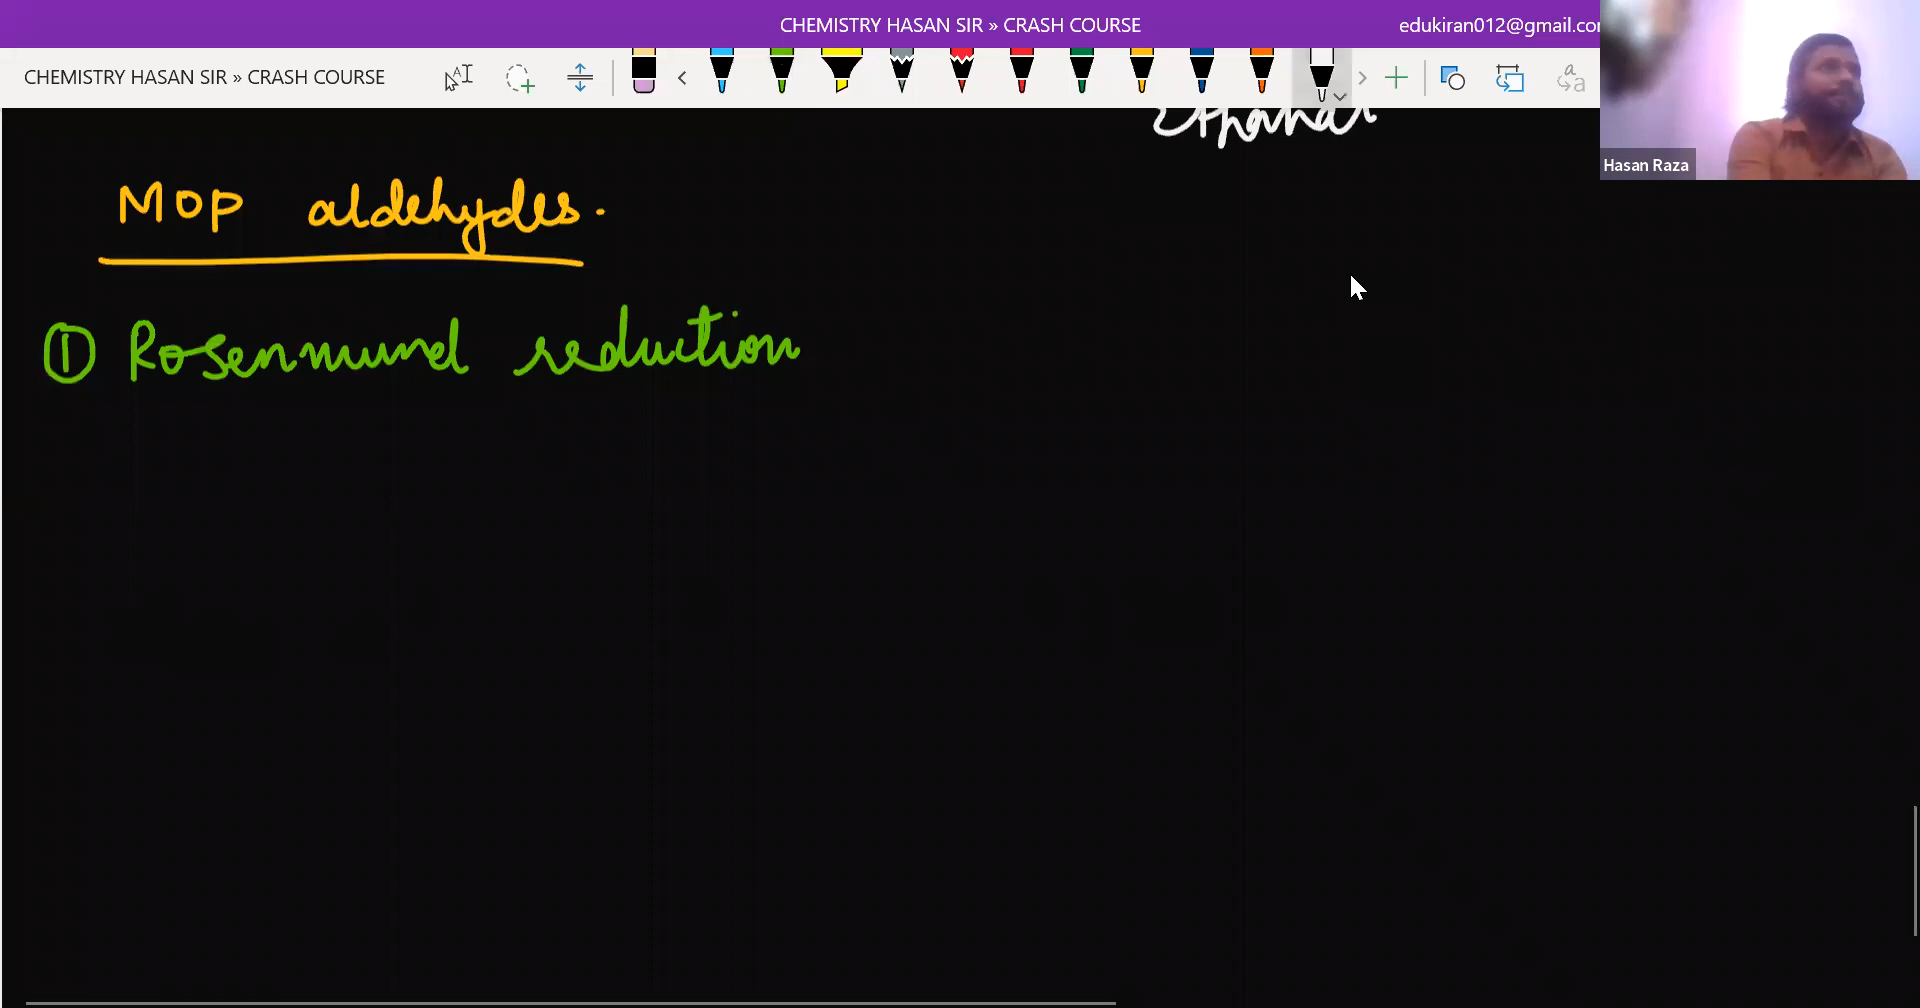 CHEMISTRY HASAN SIR » CRASH COURSE
edukiran012@gmail.co
CHEMISTRY HASAN SIR » CRASH COURSE
Hasan Raza
Ethanal
MOP aldehydes.
① Rosenmund reduction